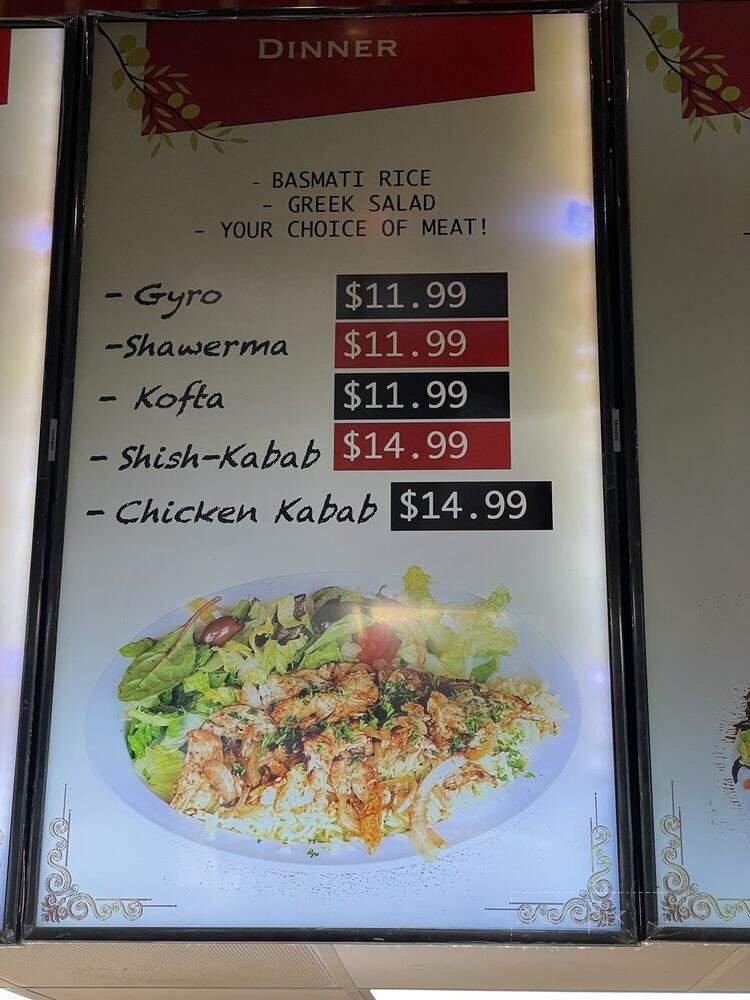 DINNER
- BASMATI RICE
- GREEK SALAD
- YOUR CHOICE OF MEAT!
- Gyro $11.99
-Shawerma $11.99
- Kofta $11.99
- Shish-Kabab $14.99
- Chicken Kabab $14.99